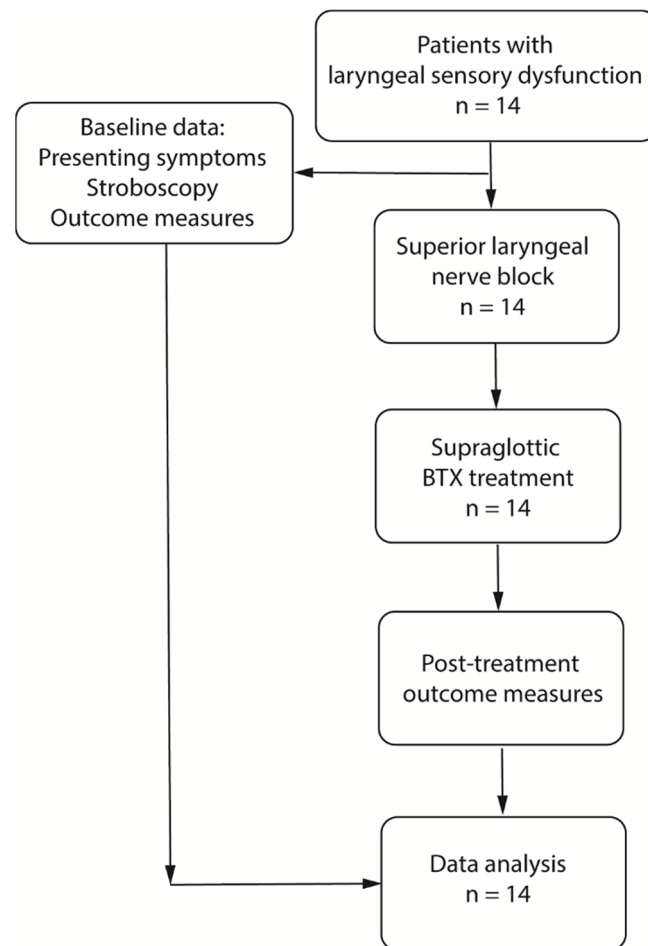 Patients with
laryngeal sensory dysfunction
n = 14
Baseline data:
Presenting symptoms
Stroboscopy
Outcome measures
Superior laryngeal
nerve block
n = 14
Supraglottic
BTX treatment
n = 14
Post-treatment
outcome measures
Data analysis
n = 14